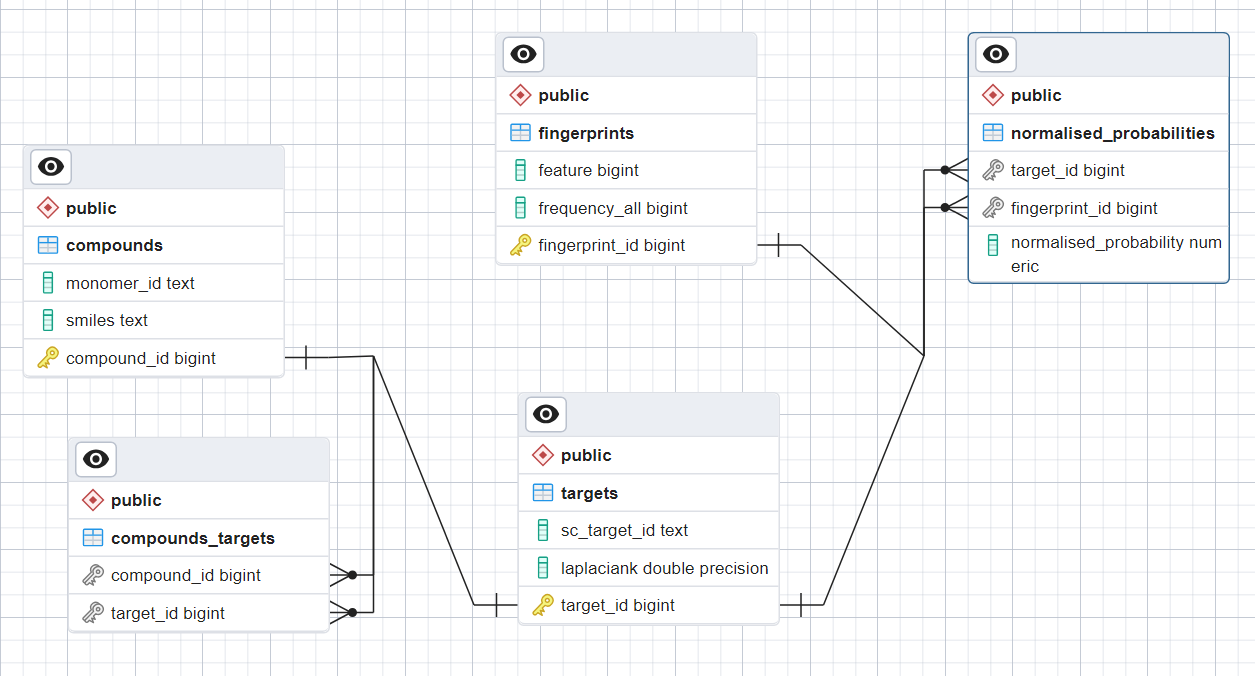 public
compounds
monomer_id text
smiles text
compound_id bigint
public
compounds_targets
compound_id bigint
target_id bigint
public
fingerprints
feature bigint
frequency_all bigint
fingerprint_id bigint
public
targets
sc_target_id text
laplaciank double precision
target_id bigint
public
normalised_probabilities
target_id bigint
fingerprint_id bigint
normalised_probability num
eric